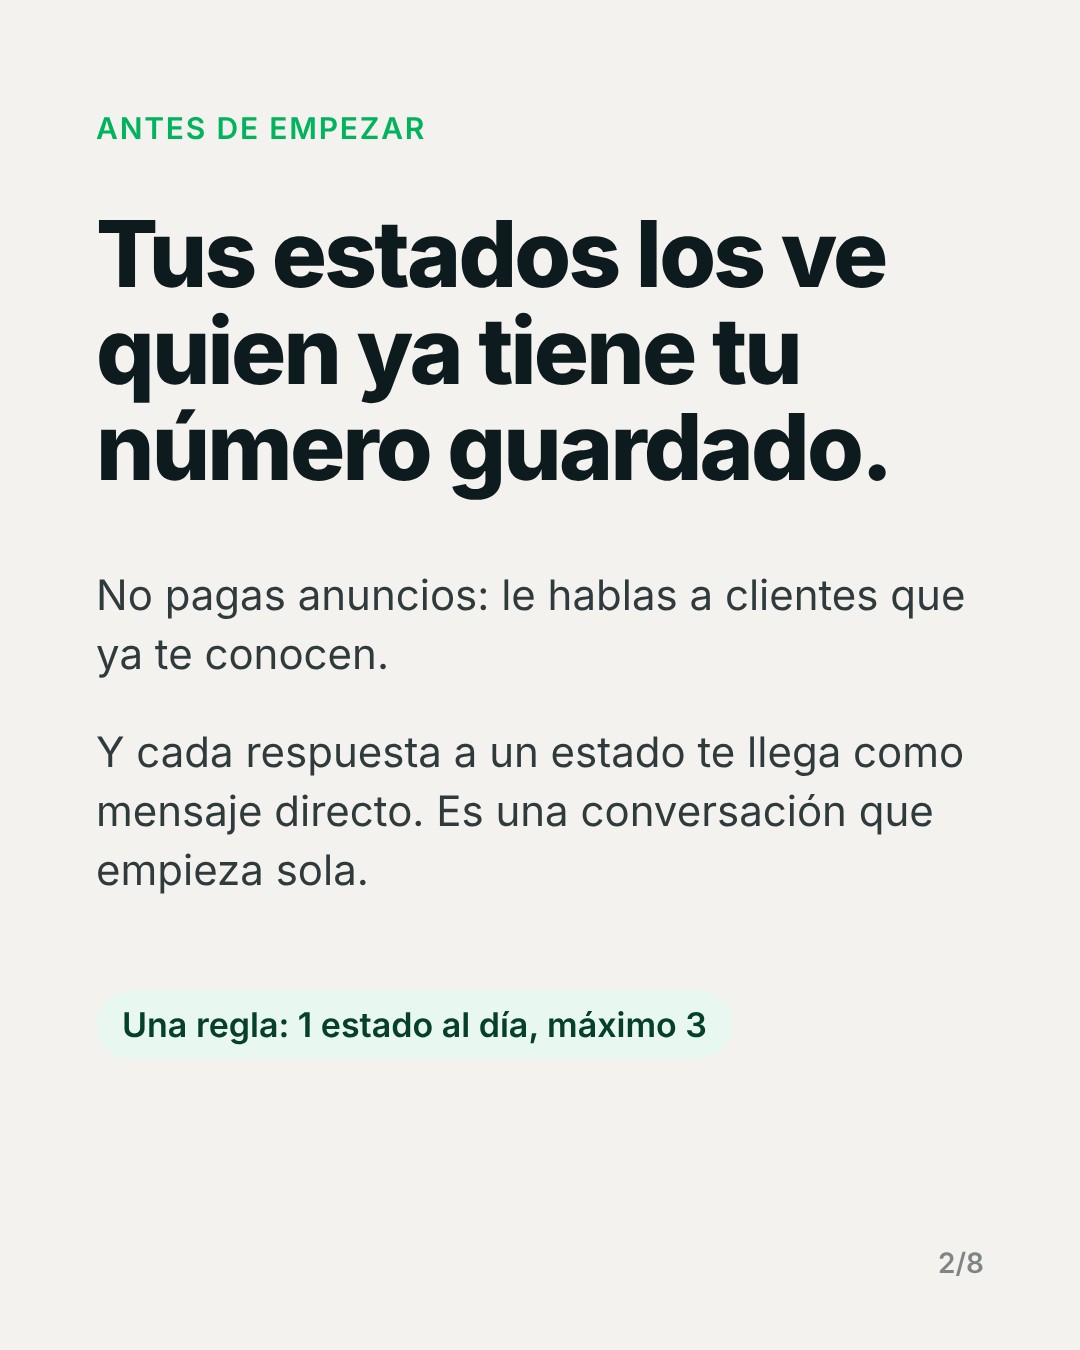 ANTES DE EMPEZAR
Tus estados los ve
quien ya tiene tu
número guardado.
No pagas anuncios: le hablas a clientes que
ya te conocen.
Y cada respuesta a un estado te llega como
mensaje directo. Es una conversación que
empieza sola.
Una regla: 1 estado al día, máximo 3
2/8